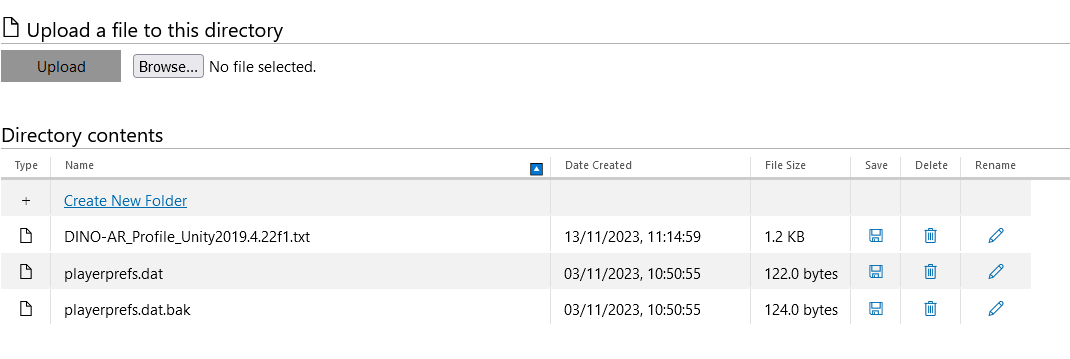 Upload a file to this directory
Upload Browse... No file selected.
Directory contents
Type Name Date Created File Size Save Delete Rename
+ Create New Folder
DINO-AR_Profile_Unity2019.4.22f1.txt 13/11/2023, 11:14:59 1.2 KB
playerprefs.dat 03/11/2023, 10:50:55 122.0 bytes
playerprefs.dat.bak 03/11/2023, 10:50:55 124.0 bytes